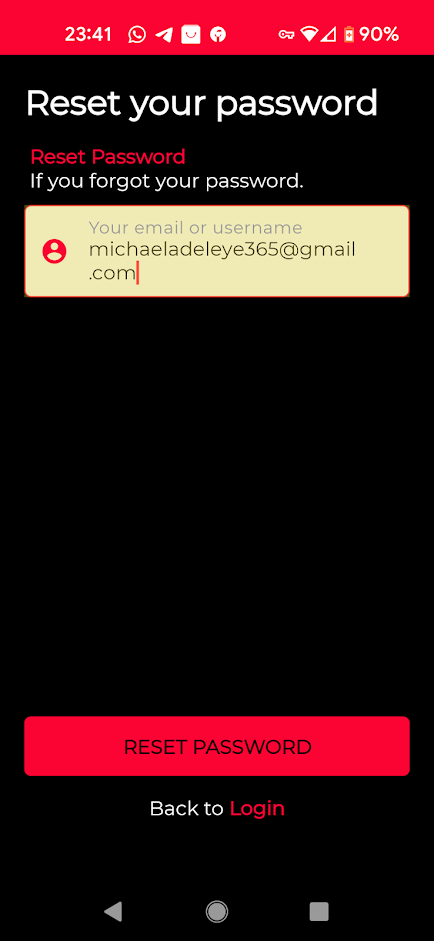 23:41
90%
Reset your password
Reset Password
If you forgot your password.
Your email or username
michaeladeleye365@gmail
.com
RESET PASSWORD
Back to Login